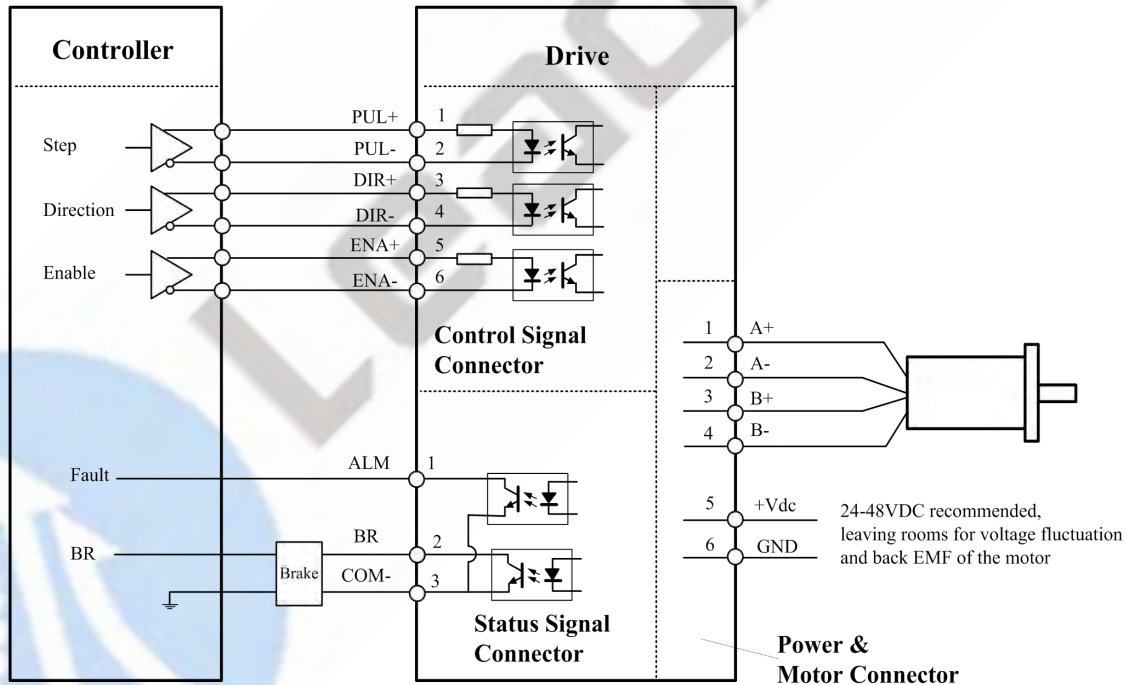 Controller
Drive
Step
PUL+
1
PUL-
2
Direction
DIR+
3
DIR-
4
Enable
ENA+
5
ENA-
6
Control Signal
Connector
1
A+
2
A-
3
B+
4
B-
Fault
ALM
1
BR
BR
2
Brake
COM-
3
Status Signal
Connector
5
+Vdc
6
GND
24-48VDC recommended,
leaving rooms for voltage fluctuation
and back EMF of the motor
Power &
Motor Connector